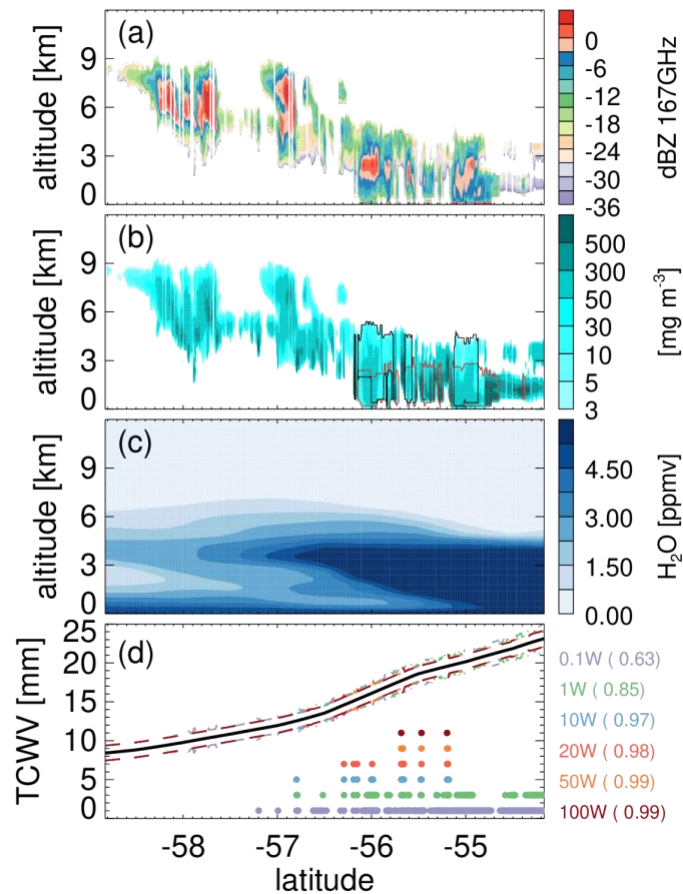 (a)
altitude [km]
9
6
3
0
0
-6
-12
-18
-24
-30
-36
dBZ 167GHz
(b)
altitude [km]
9
6
3
0
500
300
50
30
10
5
3
[mg m⁻³]
(c)
altitude [km]
9
6
3
0
4.50
3.00
1.50
0.00
H₂O [ppmv]
(d)
TCWV [mm]
25
20
15
10
5
0
0.1W ( 0.63)
1W ( 0.85)
10W ( 0.97)
20W ( 0.98)
50W ( 0.99)
100W ( 0.99)
-58 -57 -56 -55
latitude